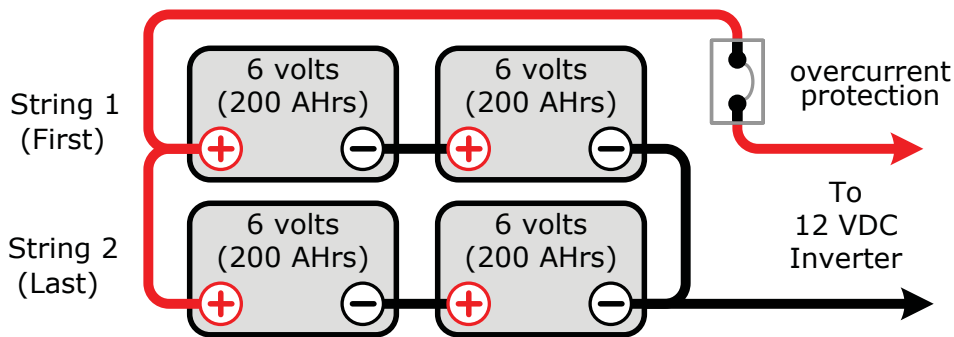 String 1
(First)
6 volts
(200 AHrs)
+
−
6 volts
(200 AHrs)
+
−
overcurrent
protection
To
12 VDC
Inverter
String 2
(Last)
6 volts
(200 AHrs)
+
−
6 volts
(200 AHrs)
+
−